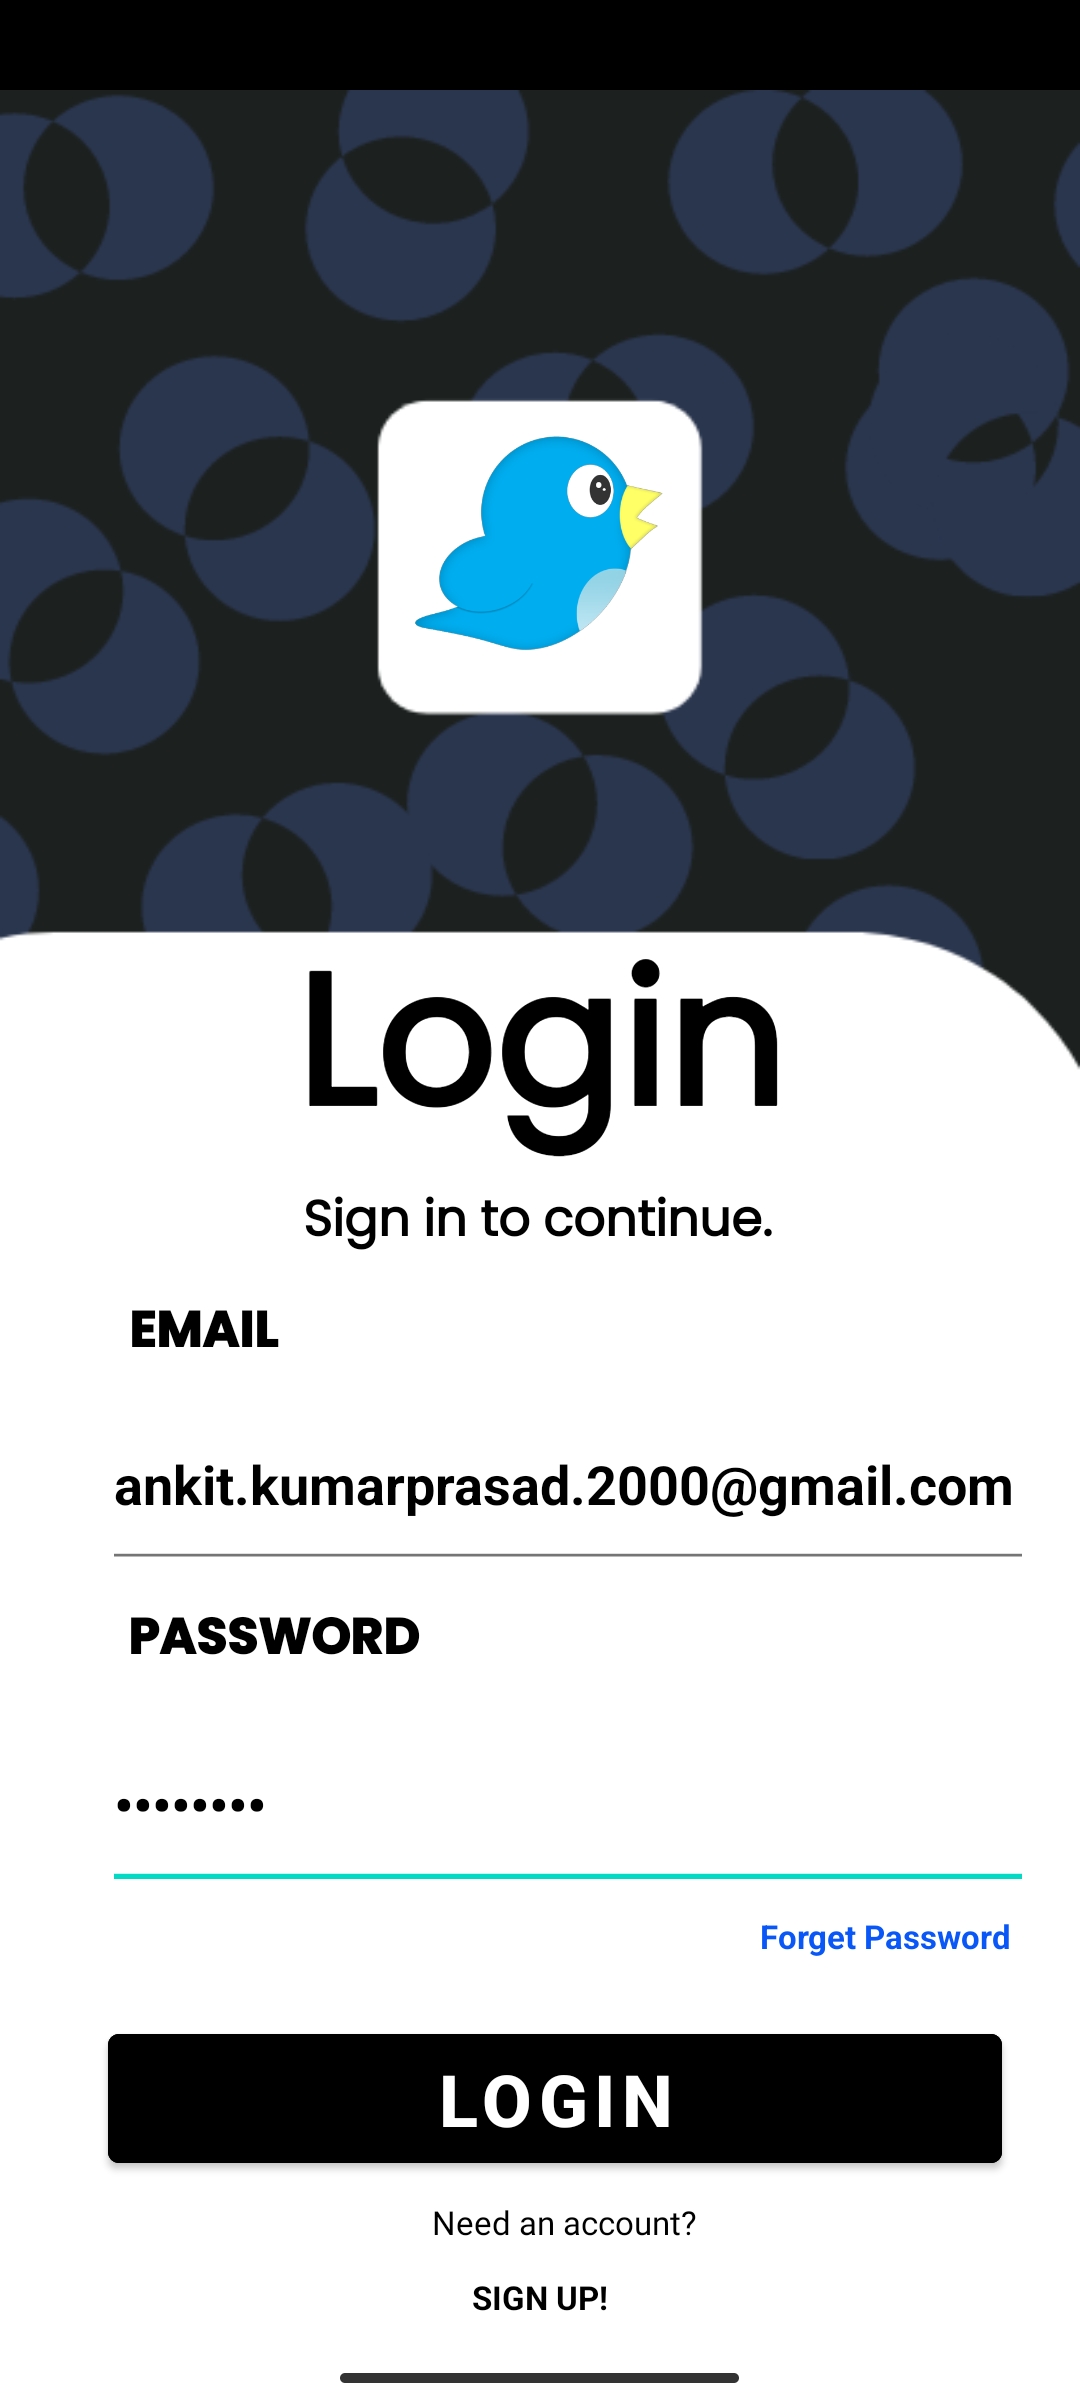 Login
Sign in to continue.
EMAIL
ankit.kumarprasad.2000@gmail.com
PASSWORD
••••••••
Forget Password
LOGIN
Need an account?
SIGN UP!